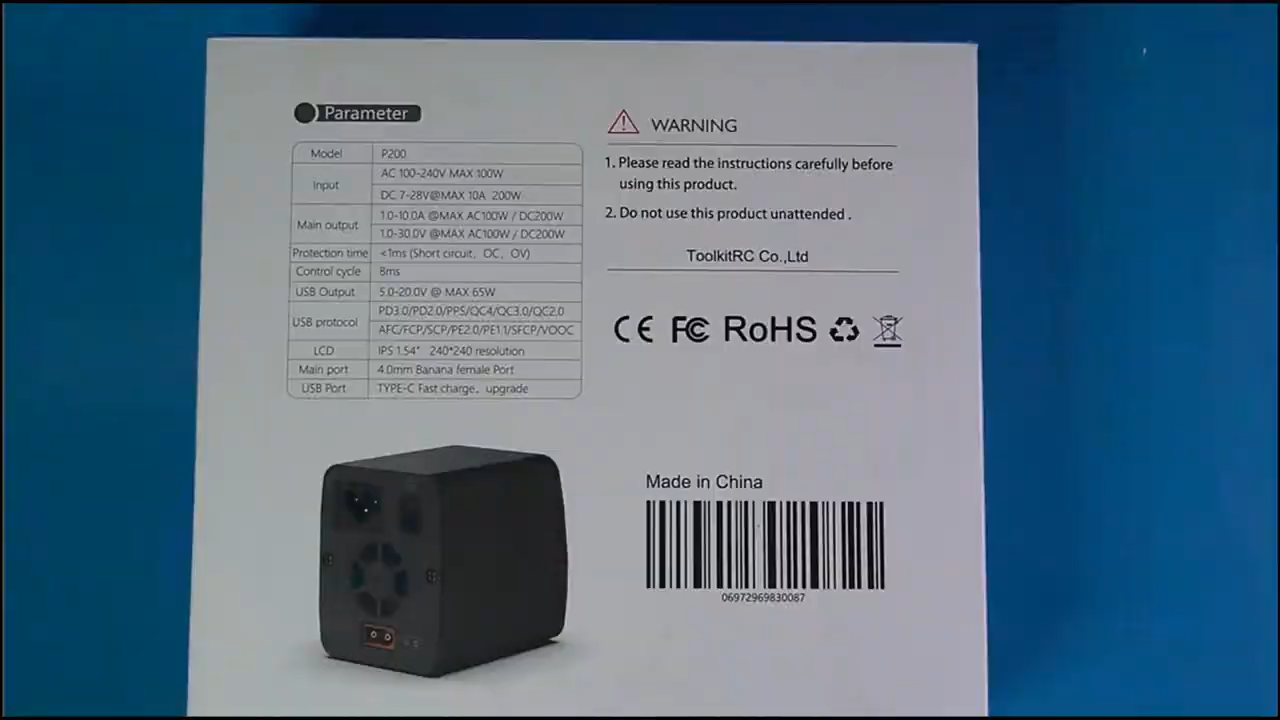 Parameter
Model P200
Input AC 100-240V MAX 100W
DC 7-28V@MAX 10A 200W
Main output 1.0-10.0A @MAX AC100W / DC200W
1.0-30.0V @MAX AC100W / DC200W
Protection time <1ms (Short circuit、OC、OV)
Control cycle 8ms
USB Output 5.0-20.0V @ MAX 65W
USB protocol PD3.0/PD2.0/PPS/QC4/QC3.0/QC2.0
AFC/FCP/SCP/PE2.0/PE1.1/SFCP/VOOC
LCD IPS 1.54" 240*240 resolution
Main port 4.0mm Banana female Port
USB Port TYPE-C Fast charge、upgrade
WARNING
1. Please read the instructions carefully before
using this product.
2. Do not use this product unattended .
ToolkitRC Co.,Ltd
CE FC RoHS
Made in China
06972969830087